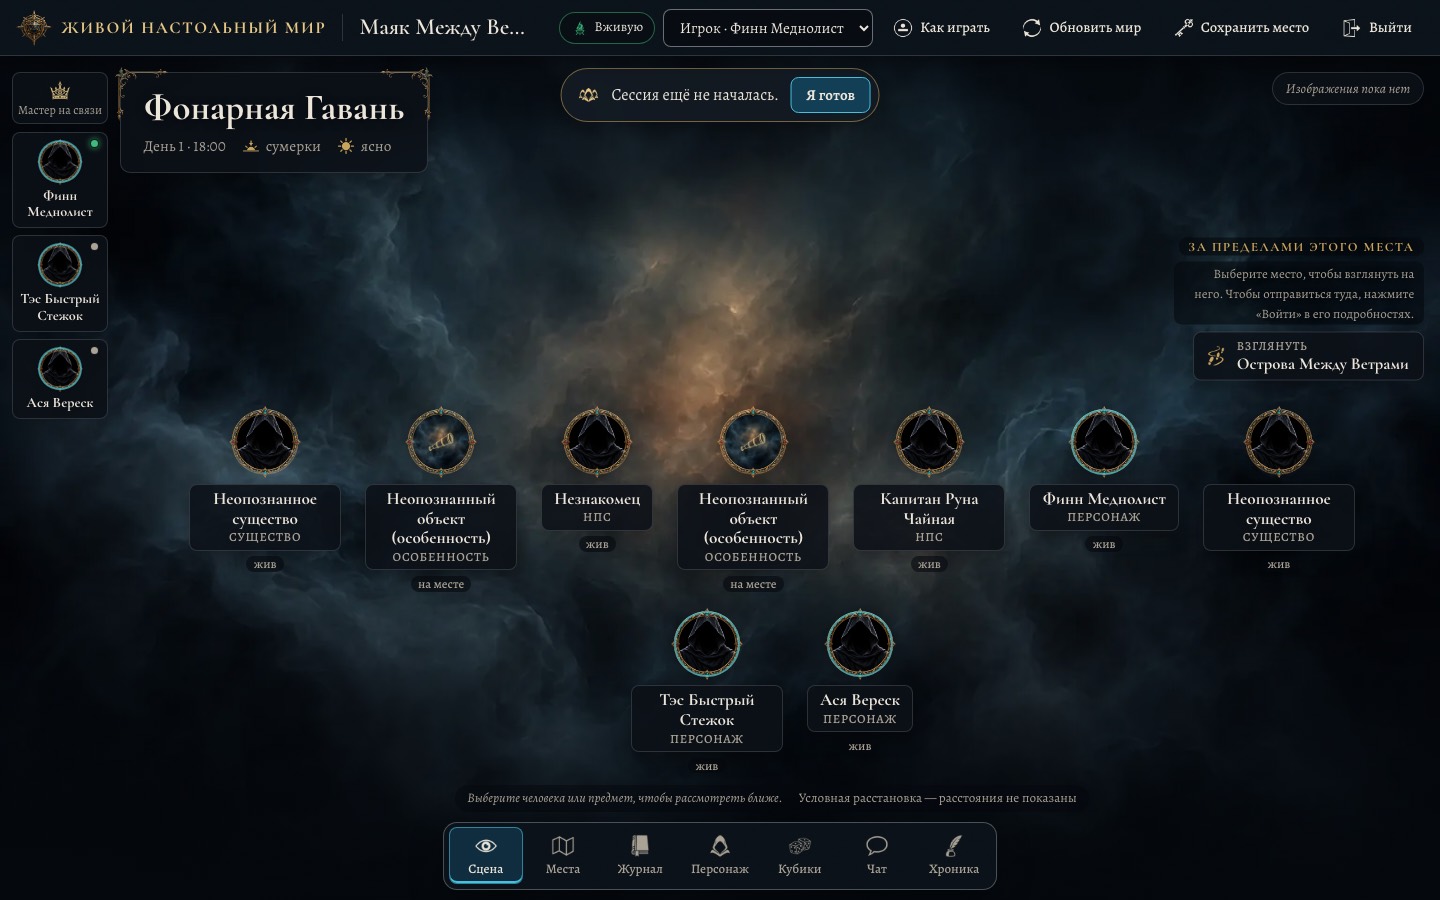 ЖИВОЙ НАСТОЛЬНЫЙ МИР
Маяк Между Ве...
Вживую
Игрок · Финн Меднолист
Как играть
Обновить мир
Сохранить место
Выйти
Мастер на связи
Фонарная Гавань
День 1 · 18:00
сумерки
ясно
Сессия ещё не началась.
Я готов
Изображения пока нет
Финн
Меднолист
Тэс Быстрый
Стежок
Ася Вереск
ЗА ПРЕДЕЛАМИ ЭТОГО МЕСТА
Выберите место, чтобы взглянуть на
него. Чтобы отправиться туда, нажмите
«Войти» в его подробностях.
ВЗГЛЯНУТЬ
Острова Между Ветрами
Неопознанное
существо
СУЩЕСТВО
жив
Неопознанный
объект
(особенность)
ОСОБЕННОСТЬ
на месте
Незнакомец
НПС
жив
Неопознанный
объект
(особенность)
ОСОБЕННОСТЬ
на месте
Капитан Руна
Чайная
НПС
жив
Финн Меднолист
ПЕРСОНАЖ
жив
Неопознанное
существо
СУЩЕСТВО
жив
Тэс Быстрый
Стежок
ПЕРСОНАЖ
жив
Ася Вереск
ПЕРСОНАЖ
жив
Выберите человека или предмет, чтобы рассмотреть ближе.
Условная расстановка — расстояния не показаны
Сцена
Места
Журнал
Персонаж
Кубики
Чат
Хроника